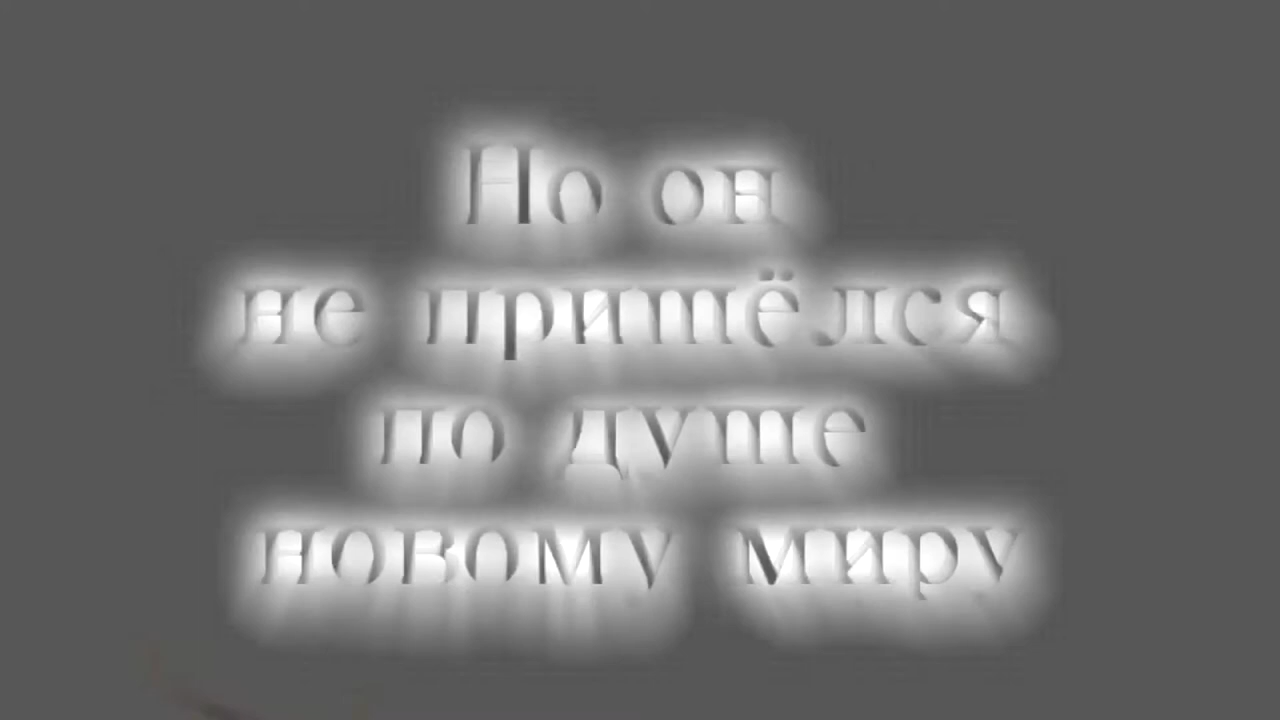 Но он
не пришёлся
по душе
новому миру